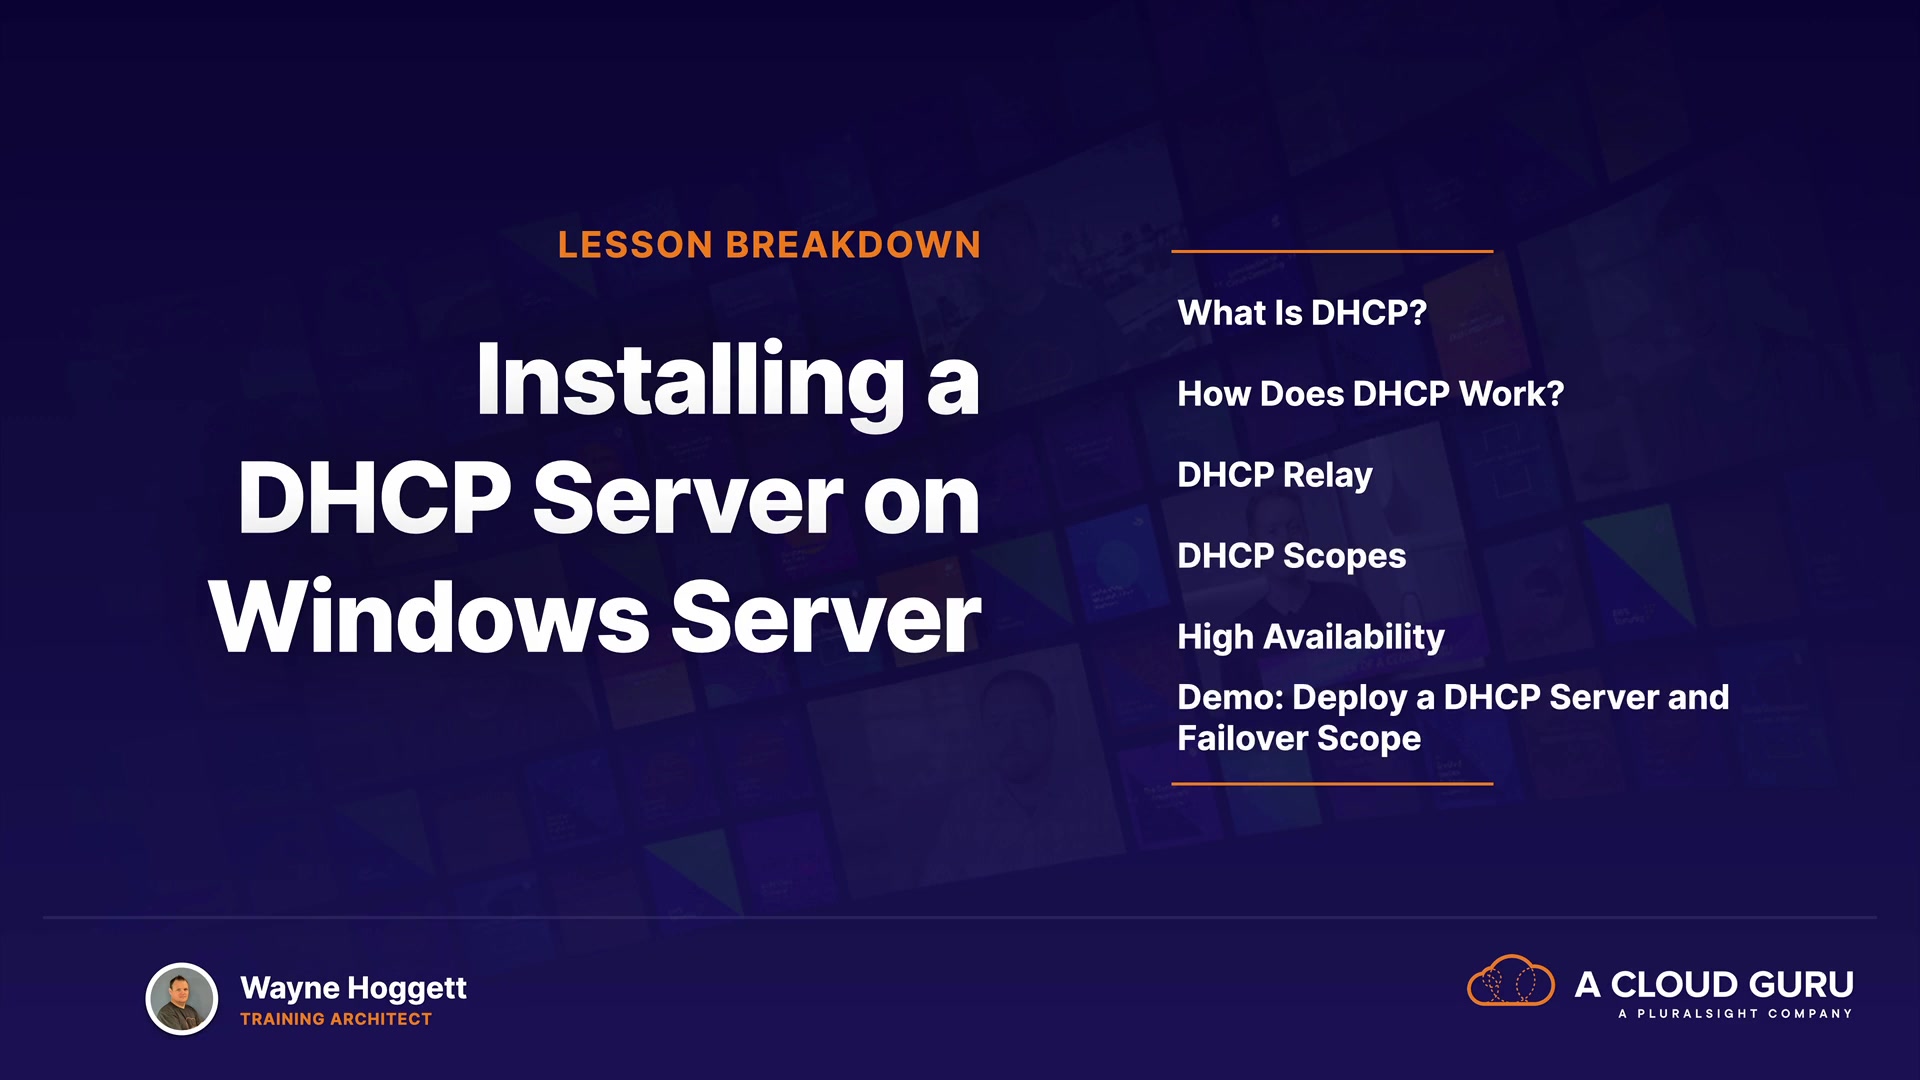 LESSON BREAKDOWN
Installing a
DHCP Server on
Windows Server
What Is DHCP?
How Does DHCP Work?
DHCP Relay
DHCP Scopes
High Availability
Demo: Deploy a DHCP Server and
Failover Scope
Wayne Hoggett
TRAINING ARCHITECT
A CLOUD GURU
A PLURALSIGHT COMPANY